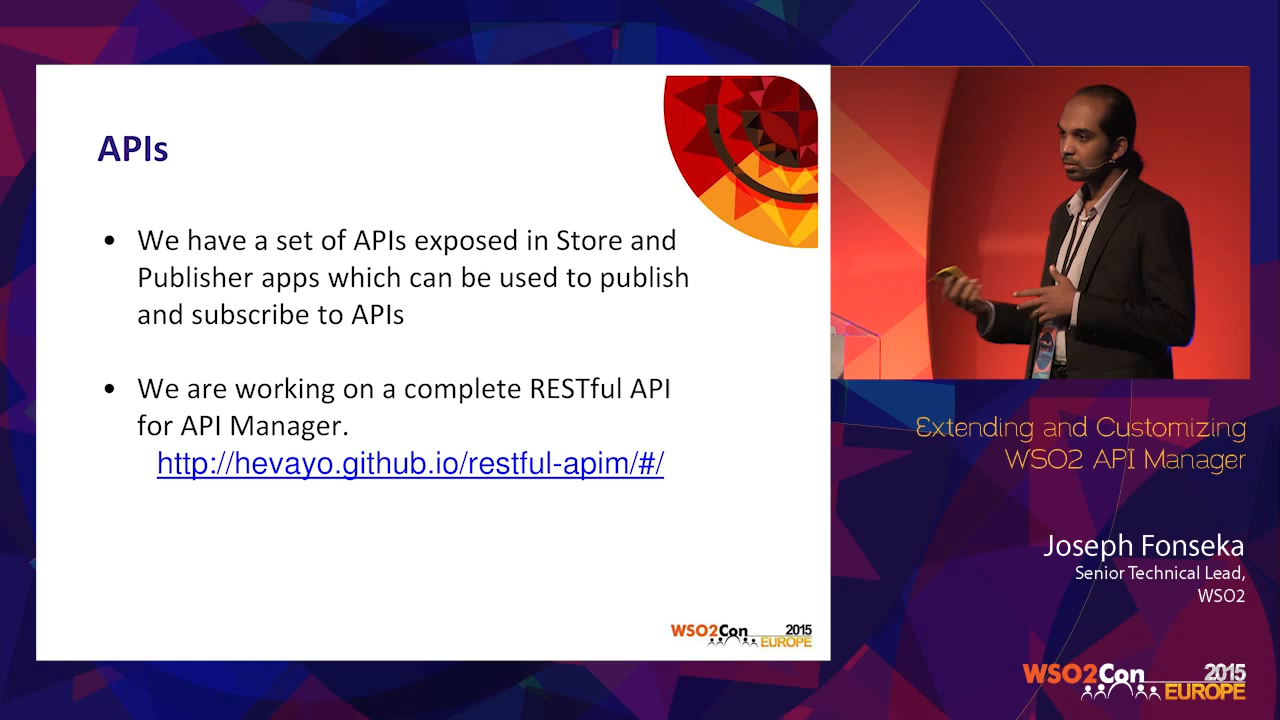 APIs
• We have a set of APIs exposed in Store and
Publisher apps which can be used to publish
and subscribe to APIs
• We are working on a complete RESTful API
for API Manager.
http://hevayo.github.io/restful-apim/#/
WSO2Con 2015
EUROPE
Extending and Customizing
WSO2 API Manager
Joseph Fonseka
Senior Technical Lead,
WSO2
WSO2Con 2015
EUROPE